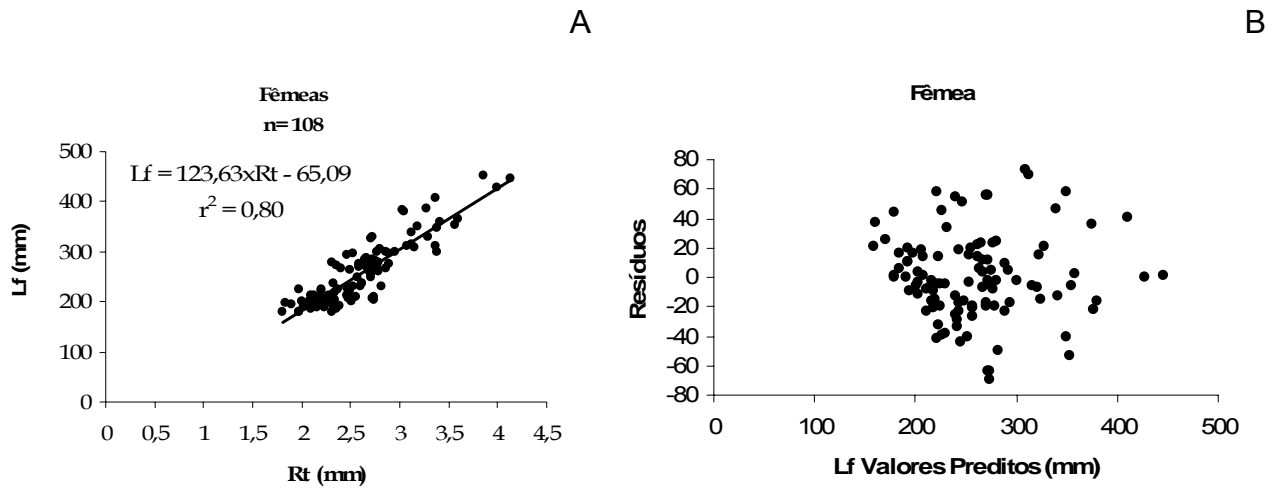 A
Fêmeas
n= 108
Lf = 123,63xRt - 65,09
r² = 0,80
500
400
300
200
100
0
Lf (mm)
0 0,5 1 1,5 2 2,5 3 3,5 4 4,5
Rt (mm)
B
Fêmea
80
60
40
20
0
-20
-40
-60
-80
Resíduos
0 100 200 300 400 500
Lf Valores Preditos (mm)